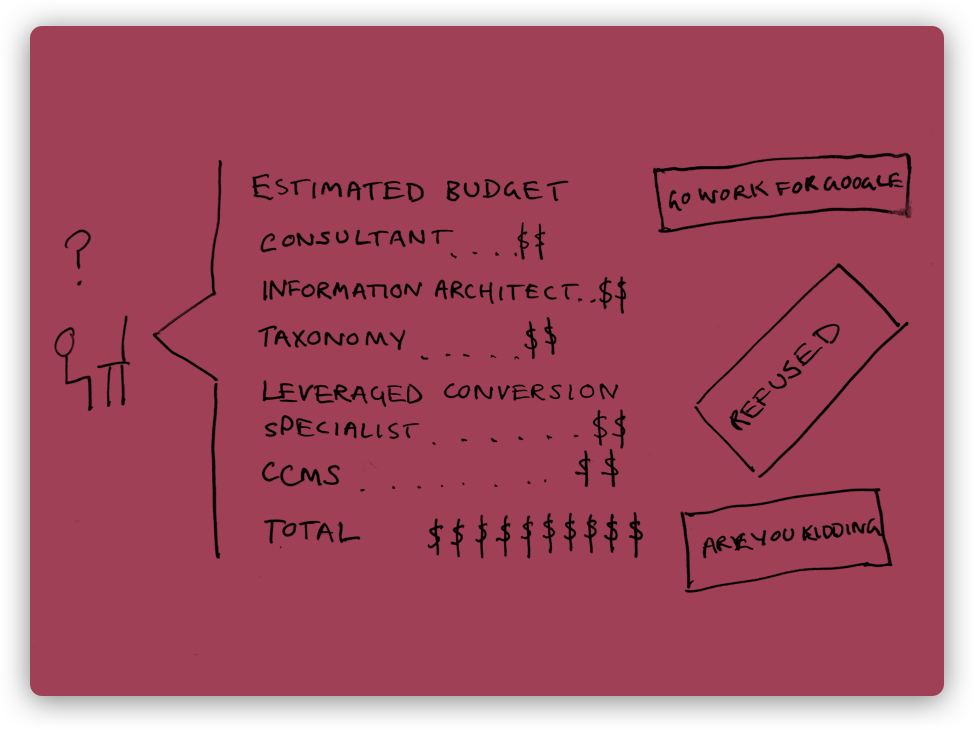 ?
ESTIMATED BUDGET
CONSULTANT....$$
INFORMATION ARCHITECT..$$
TAXONOMY.....$$
LEVERAGED CONVERSION
SPECIALIST......$$
CCMS.......$$
TOTAL $$$$$$$$$$
GO WORK FOR GOOGLE
REFUSED
ARE YOU KIDDING